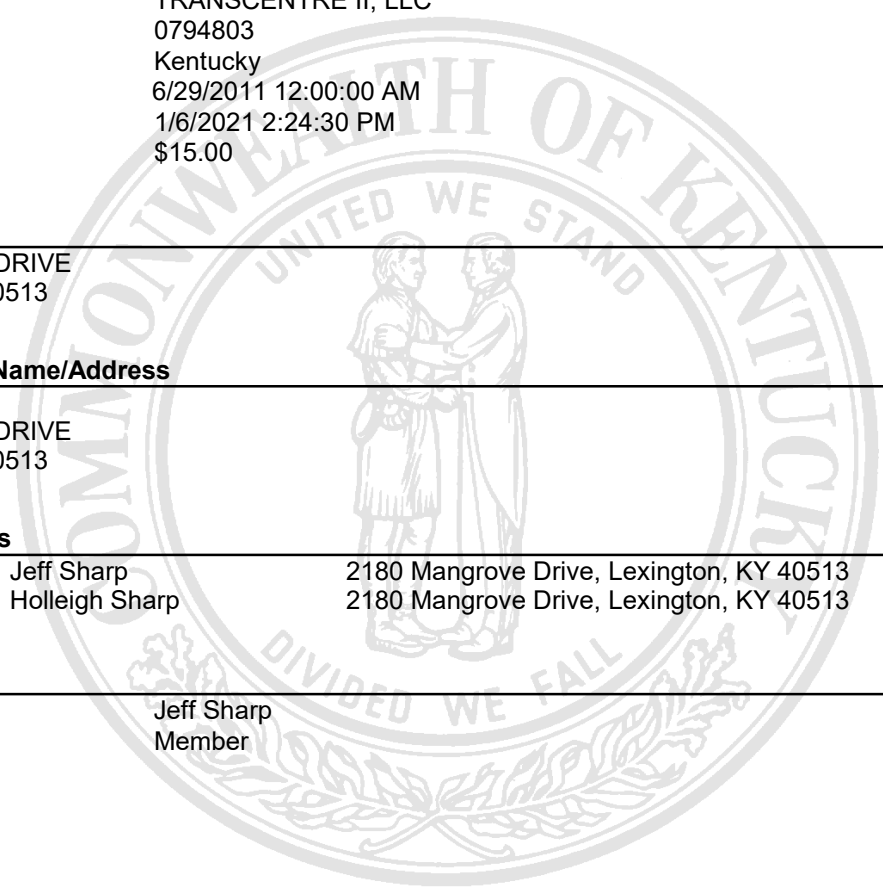 TRANSCENTRE II, LLC
0794803
Kentucky
6/29/2011 12:00:00 AM
1/6/2021 2:24:30 PM
$15.00
COMMONWEALTH OF KENTUCKY
UNITED WE STAND
DRIVE
0513
Name/Address
DRIVE
0513
s
Jeff Sharp 2180 Mangrove Drive, Lexington, KY 40513
Holleigh Sharp 2180 Mangrove Drive, Lexington, KY 40513
DIVIDED WE FALL
Jeff Sharp
Member